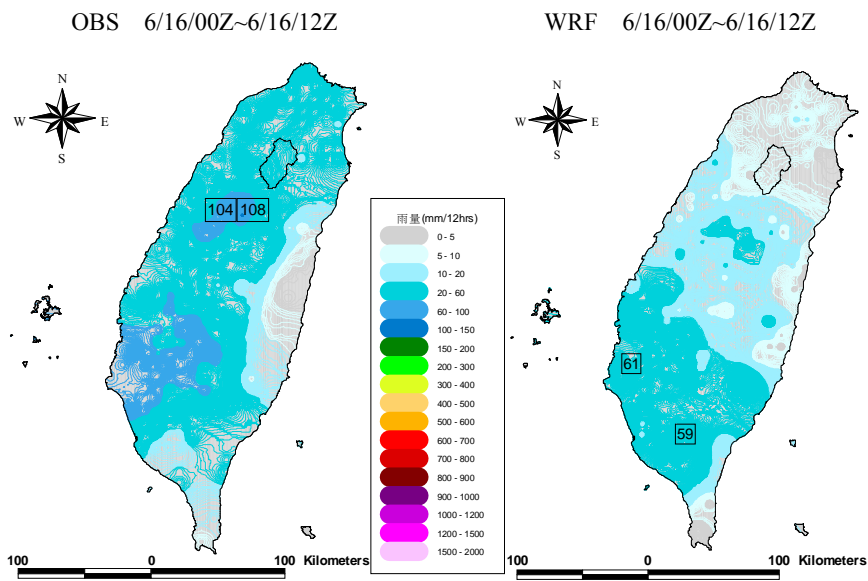 OBS 6/16/00Z~6/16/12Z
WRF 6/16/00Z~6/16/12Z
N
W E
S
N
W E
S
104 108
雨量(mm/12hrs)
0 - 5
5 - 10
10 - 20
20 - 60
60 - 100
100 - 150
150 - 200
200 - 300
300 - 400
400 - 500
500 - 600
600 - 700
700 - 800
800 - 900
900 - 1000
1000 - 1200
1200 - 1500
1500 - 2000
61
59
100 0 100 Kilometers
100 0 100 Kilometers